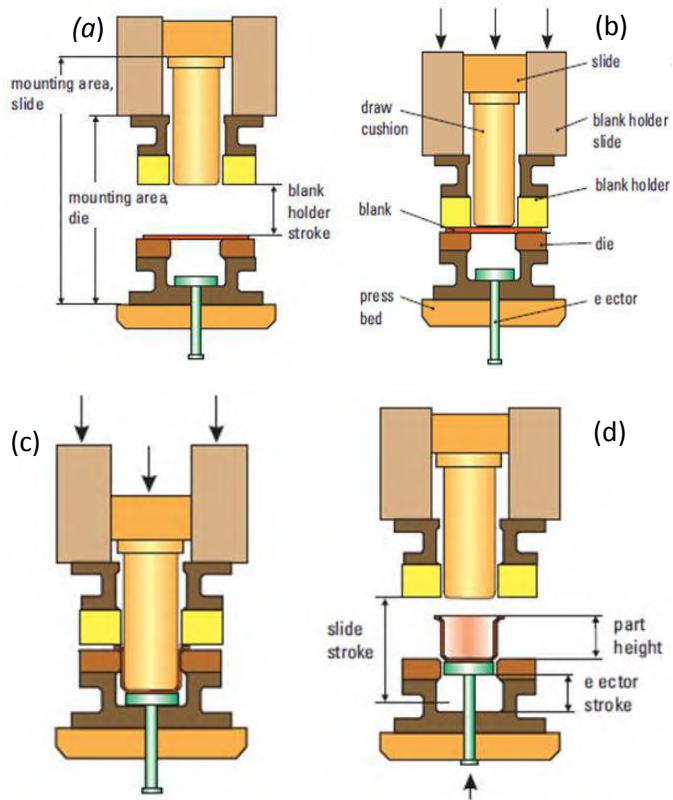 (a)
mounting area,
slide
mounting area,
die
blank
holder
stroke
(b)
slide
draw
cushion
blank holder
slide
blank holder
blank
die
press
bed
e ector
(c)
(d)
slide
stroke
part
height
e ector
stroke